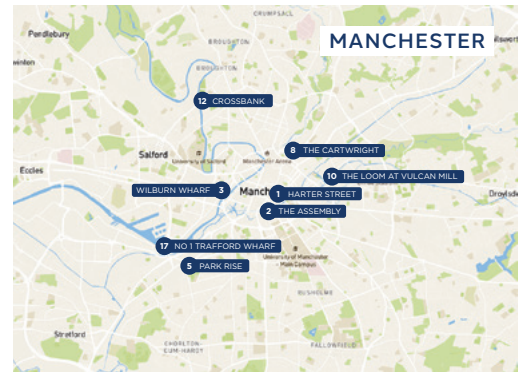 CRUMPSALL
Pendlebury
BROUGHTON
MANCHESTER
BROUGHTON
12 CROSSBANK
8 THE CARTWRIGHT
Salford
University of Salford
Manchester Arena
Eccles
10 THE LOOM AT VULCAN MILL
WILBURN WHARF 3
Manch
1 HARTER STREET
Droylsde
2 THE ASSEMBLY
17 NO 1 TRAFFORD WHARF
University of Manchester
Main Campus
5 PARK RISE
RUSHOLME
Stretford
CHORLTON-
CUM-HARDY
FALLOWFIELD